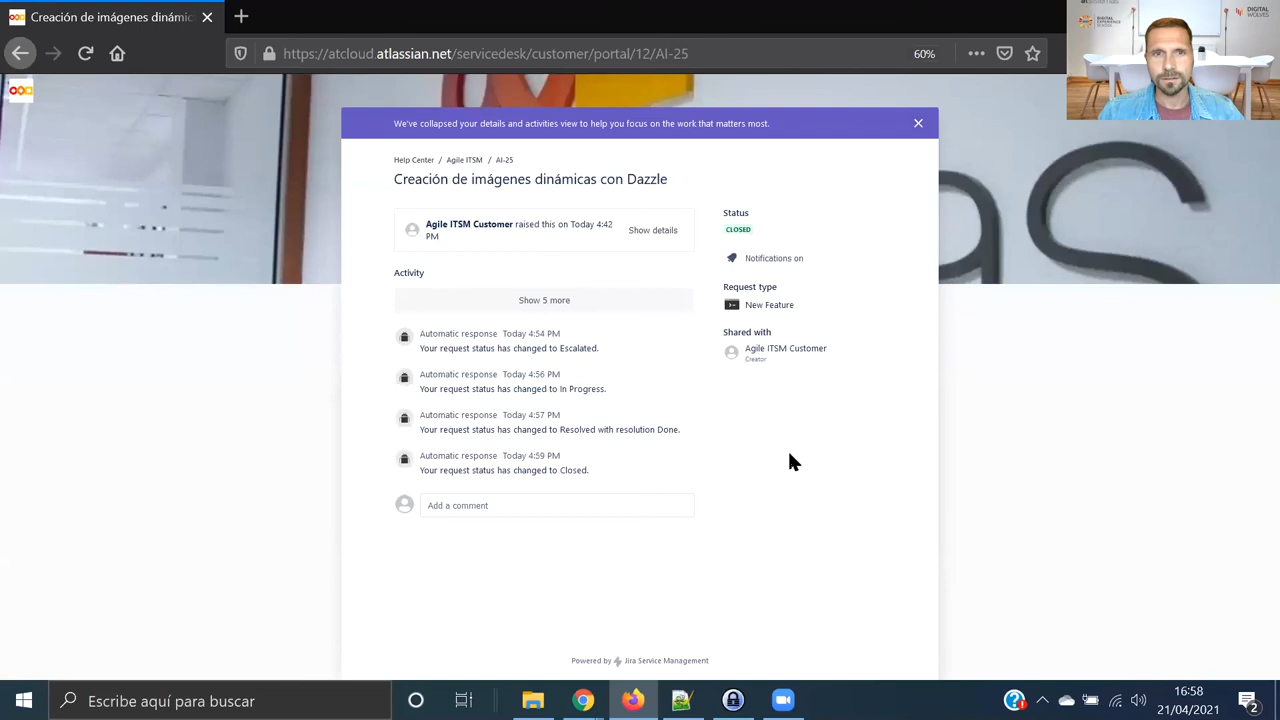 Creación de imágenes dinámic
https://atcloud.atlassian.net/servicedesk/customer/portal/12/AI-25
60%
DIGITAL
WOLVES
We've collapsed your details and activities view to help you focus on the work that matters most.
Help Center / Agile ITSM / AI-25
Creación de imágenes dinámicas con Dazzle
Agile ITSM Customer raised this on Today 4:42
PM
Show details
Status
CLOSED
Notifications on
Activity
Show 5 more
Request type
New Feature
Shared with
Agile ITSM Customer
Creator
Automatic response Today 4:54 PM
Your request status has changed to Escalated.
Automatic response Today 4:56 PM
Your request status has changed to In Progress.
Automatic response Today 4:57 PM
Your request status has changed to Resolved with resolution Done.
Automatic response Today 4:59 PM
Your request status has changed to Closed.
Add a comment
Powered by Jira Service Management
Escribe aquí para buscar
16:58
21/04/2021
2